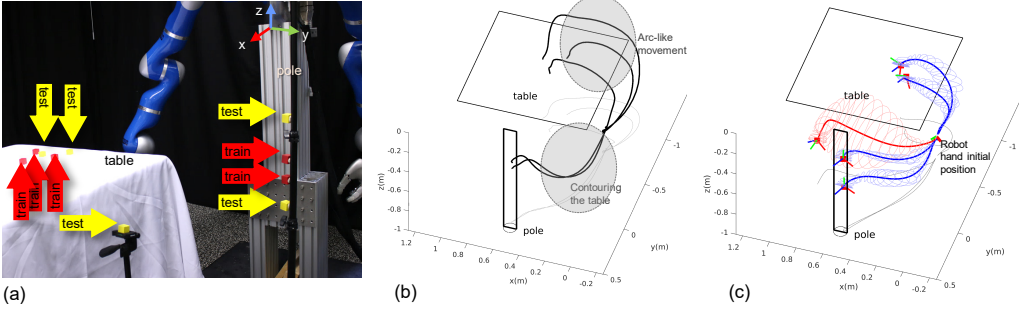 z
x
y
pole
test
test
test
train
train
test
table
train
train
train
test
(a)
Arc-like
movement
table
0
-0.2
-0.4
-0.6
-0.8
-1
z(m)
Contouring
the table
pole
1.2
1
0.8
0.6
0.4
0.2
0
-0.2
x(m)
0.5
0
-1
y(m)
(b)
table
0
-0.2
-0.4
-0.6
-0.8
-1
z(m)
Robot
hand initial
position
pole
1.2
1
0.8
0.6
0.4
0.2
0
-0.2
x(m)
0.5
0
-1
y(m)
(c)